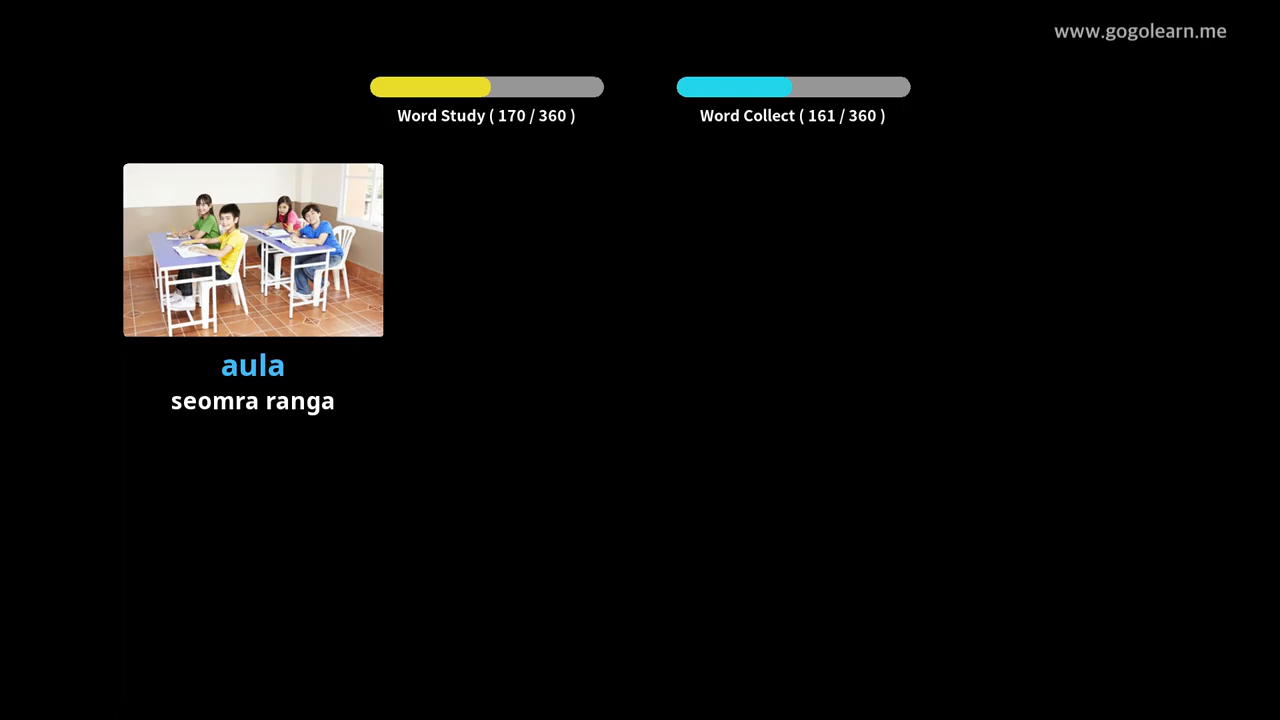 www.gogolearn.me
Word Study ( 170 / 360 )
Word Collect ( 161 / 360 )
aula
seomra ranga